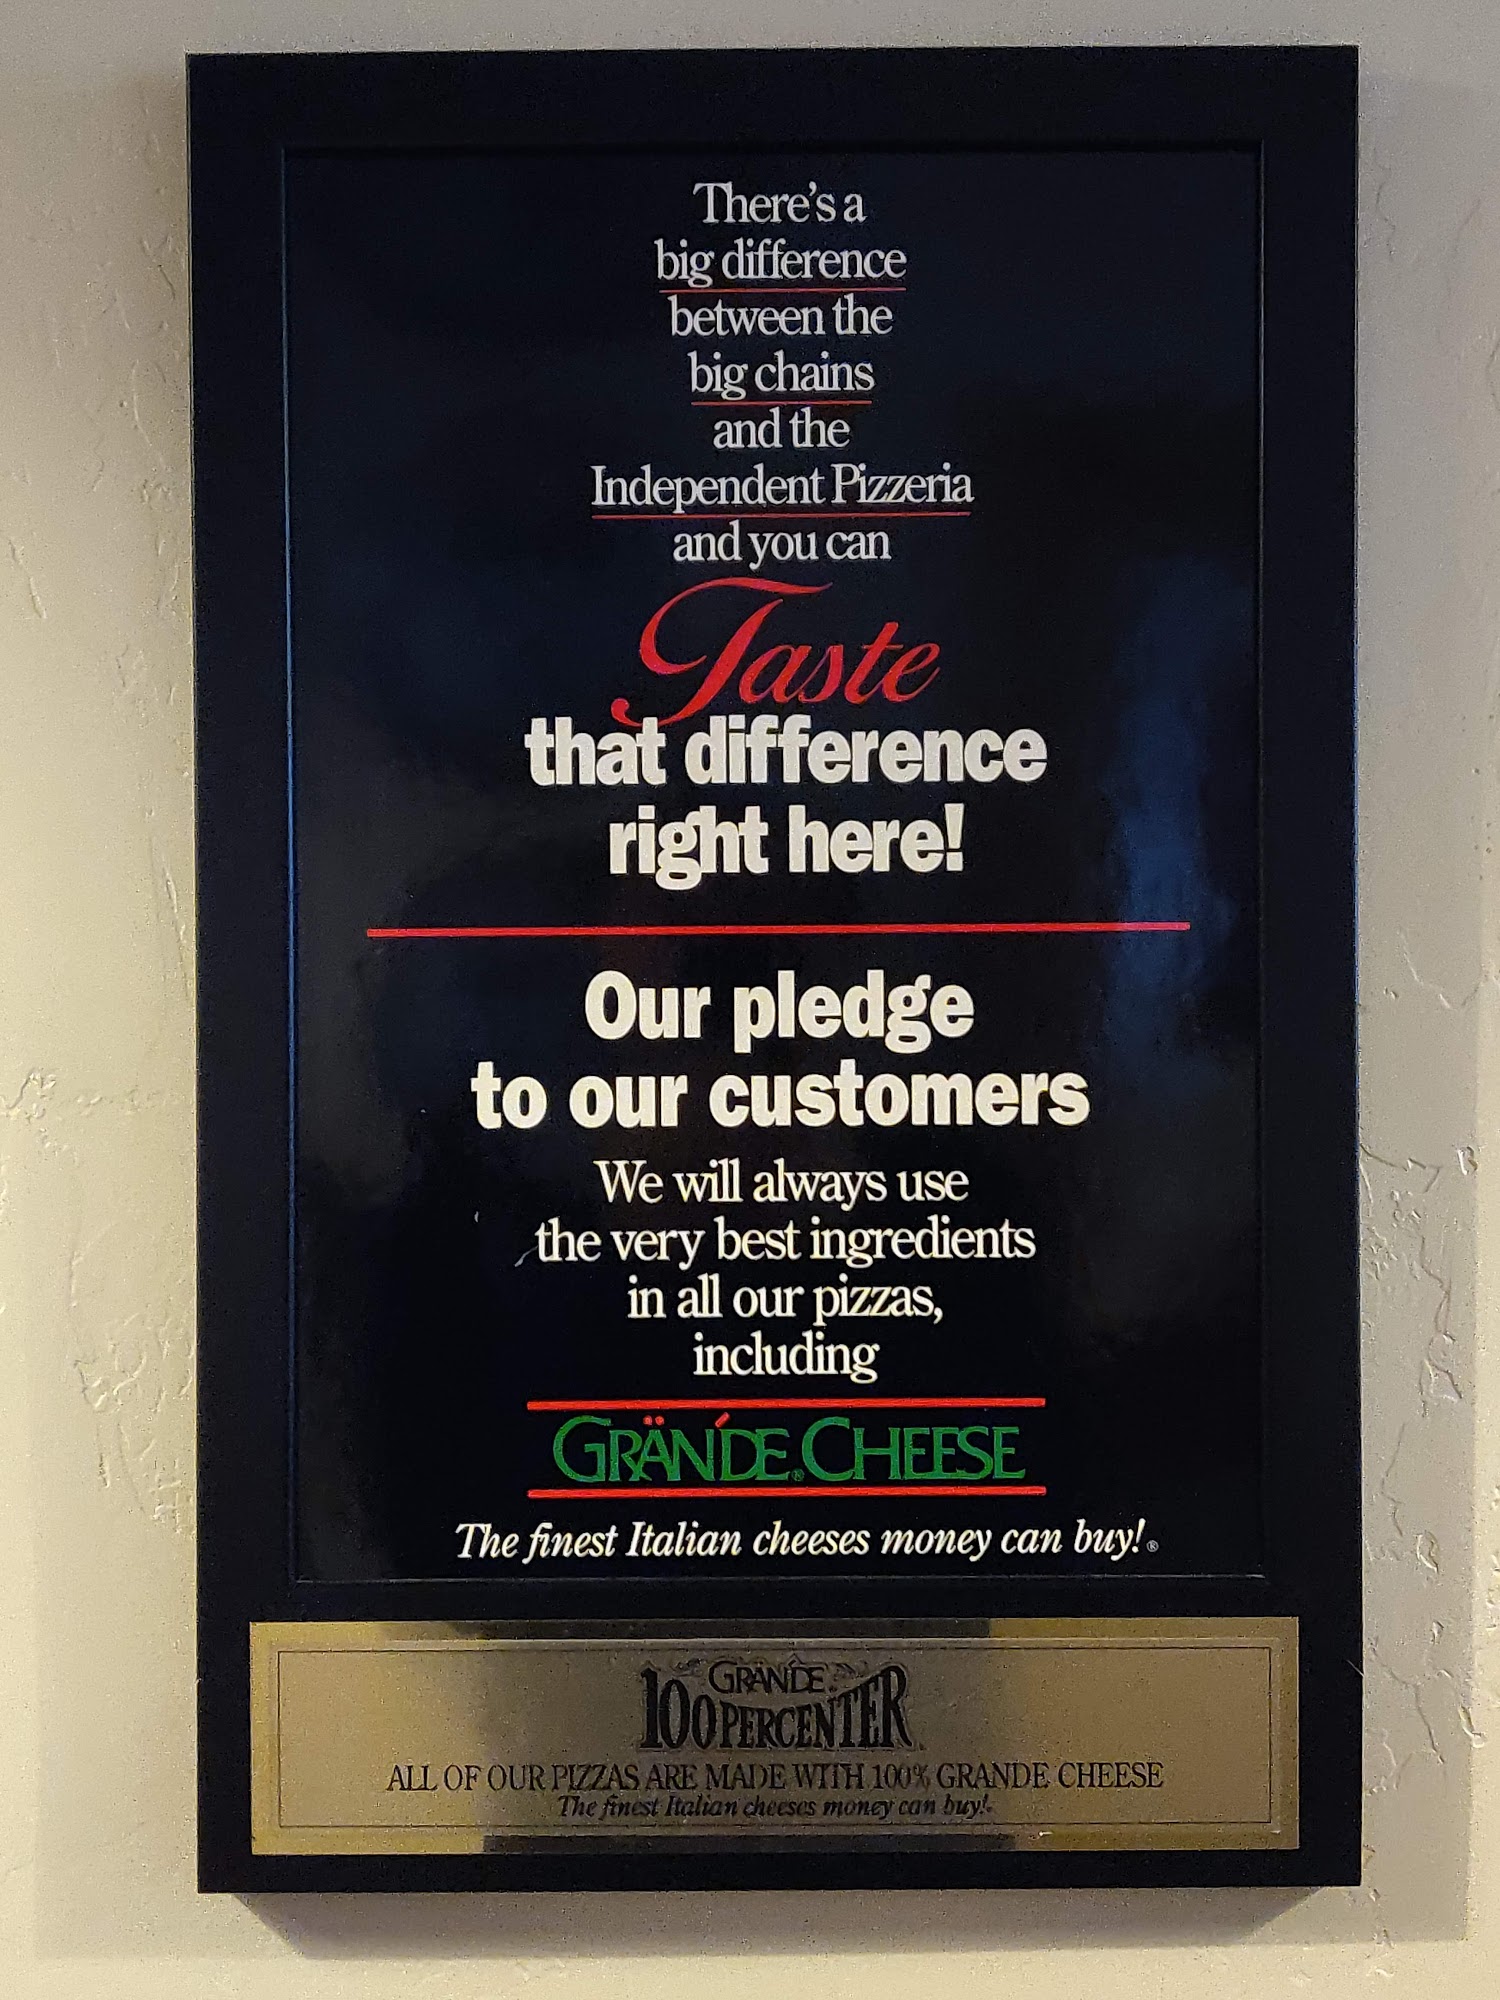 There's a
big difference
between the
big chains
and the
Independent Pizzeria
and you can
Taste
that difference
right here!
Our pledge
to our customers
We will always use
the very best ingredients
in all our pizzas,
including
GRÄNDÉ® CHEESE
The finest Italian cheeses money can buy!®
GRÄNDÉ
100 PERCENTER
ALL OF OUR PIZZAS ARE MADE WITH 100% GRANDE CHEESE
The finest Italian cheeses money can buy!